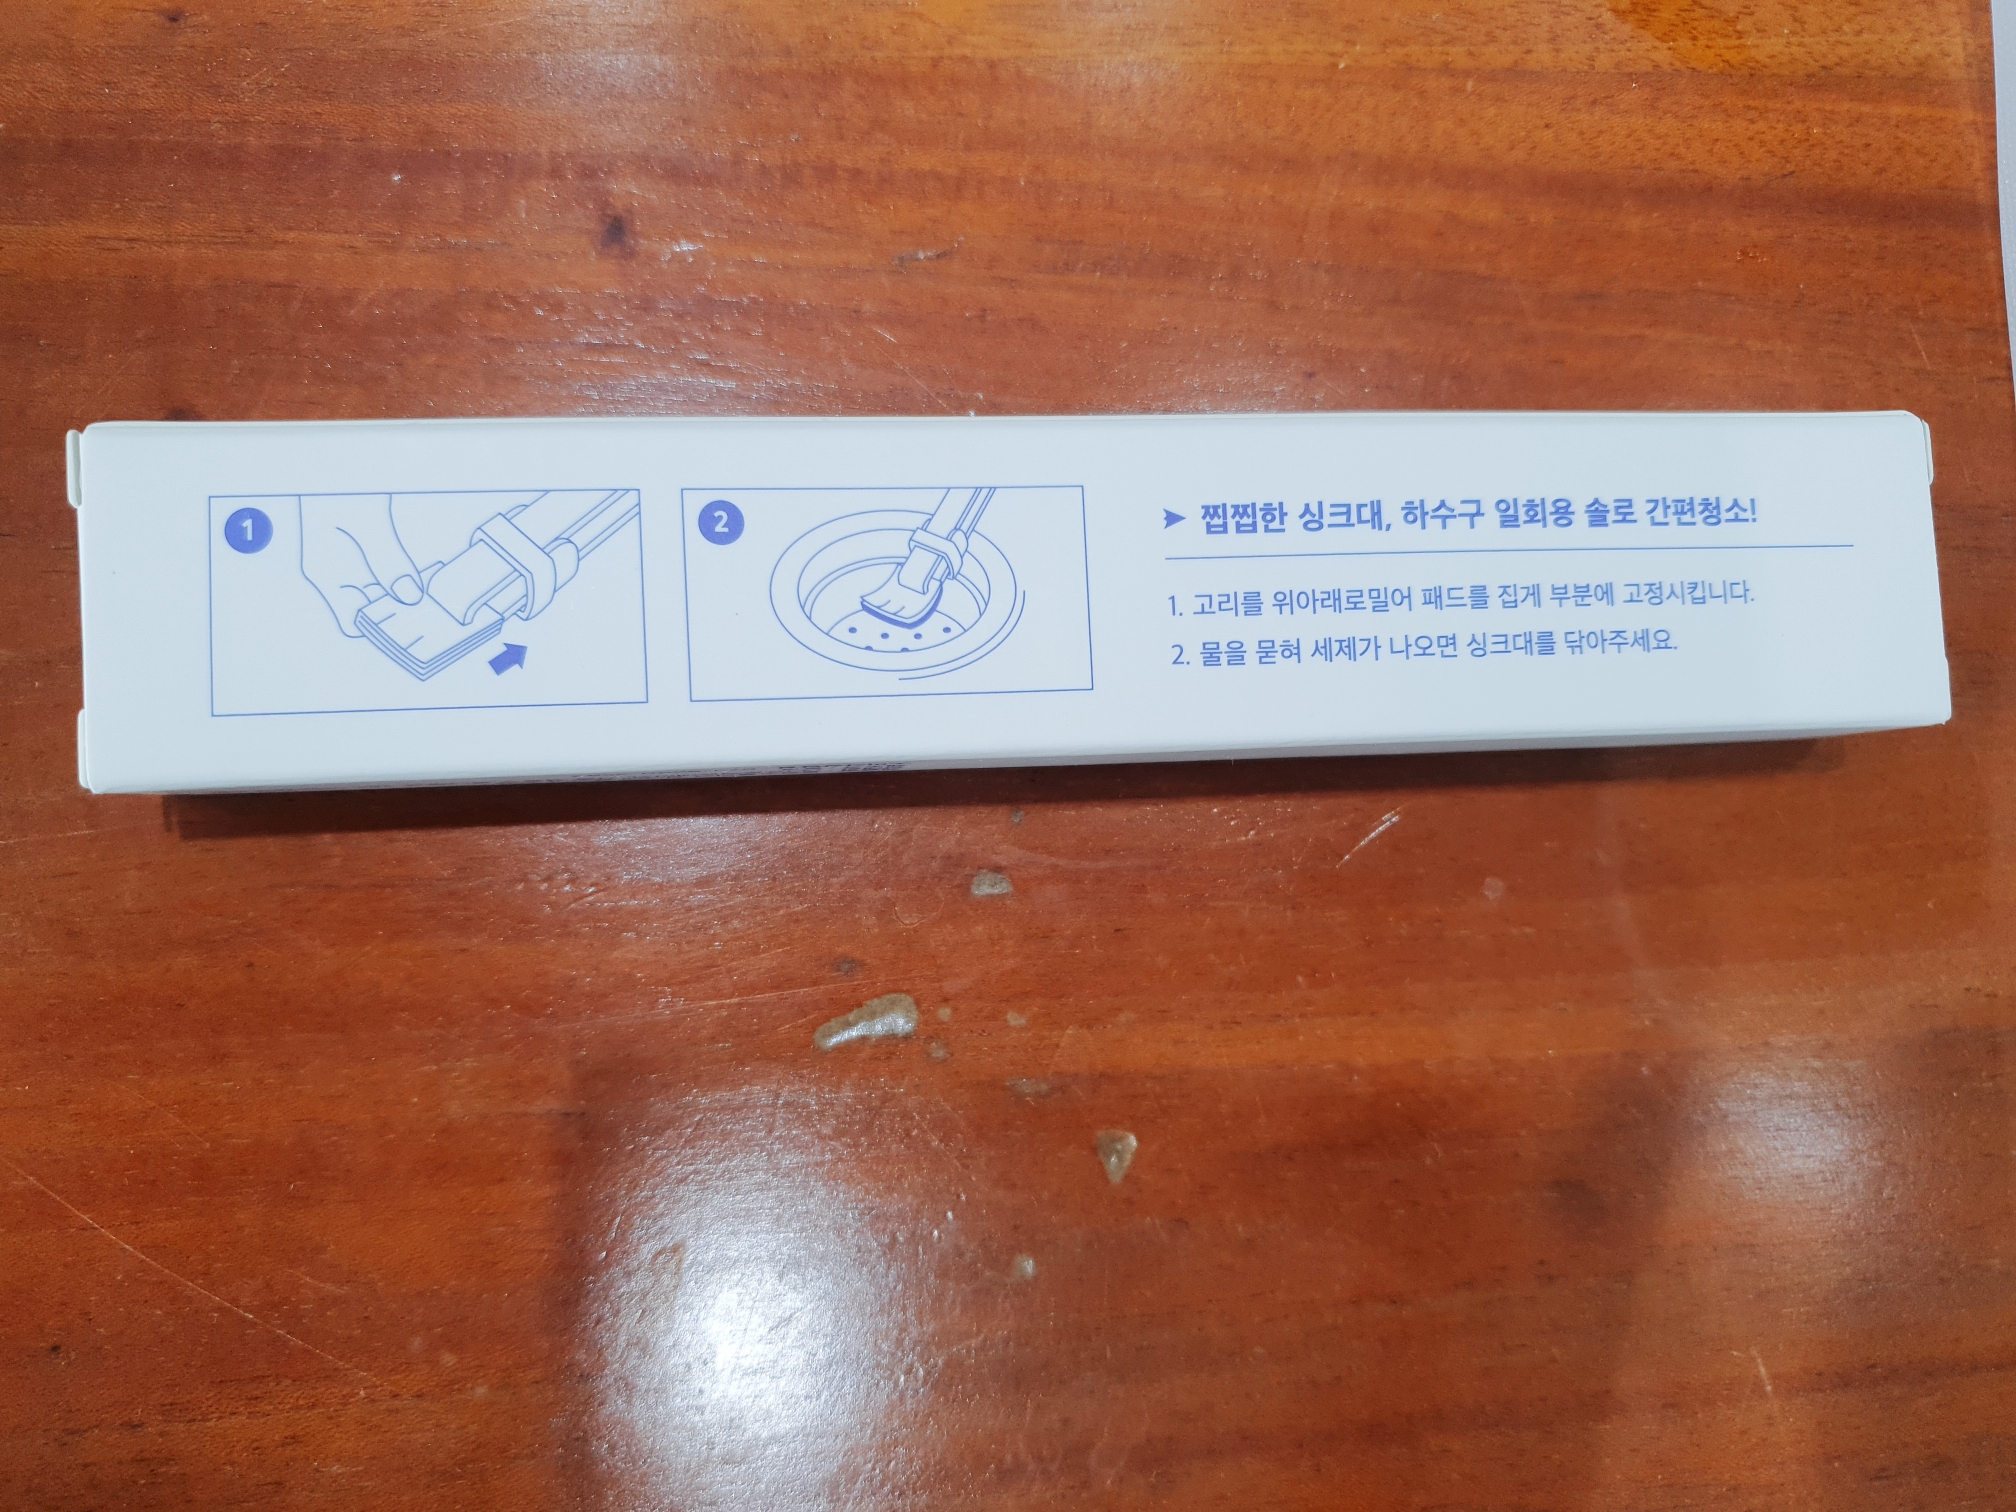 1
2
➤ 찝찝한 싱크대, 하수구 일회용 솔로 간편청소!
1. 고리를 위아래로밀어 패드를 집게 부분에 고정시킵니다.
2. 물을 묻혀 세제가 나오면 싱크대를 닦아주세요.